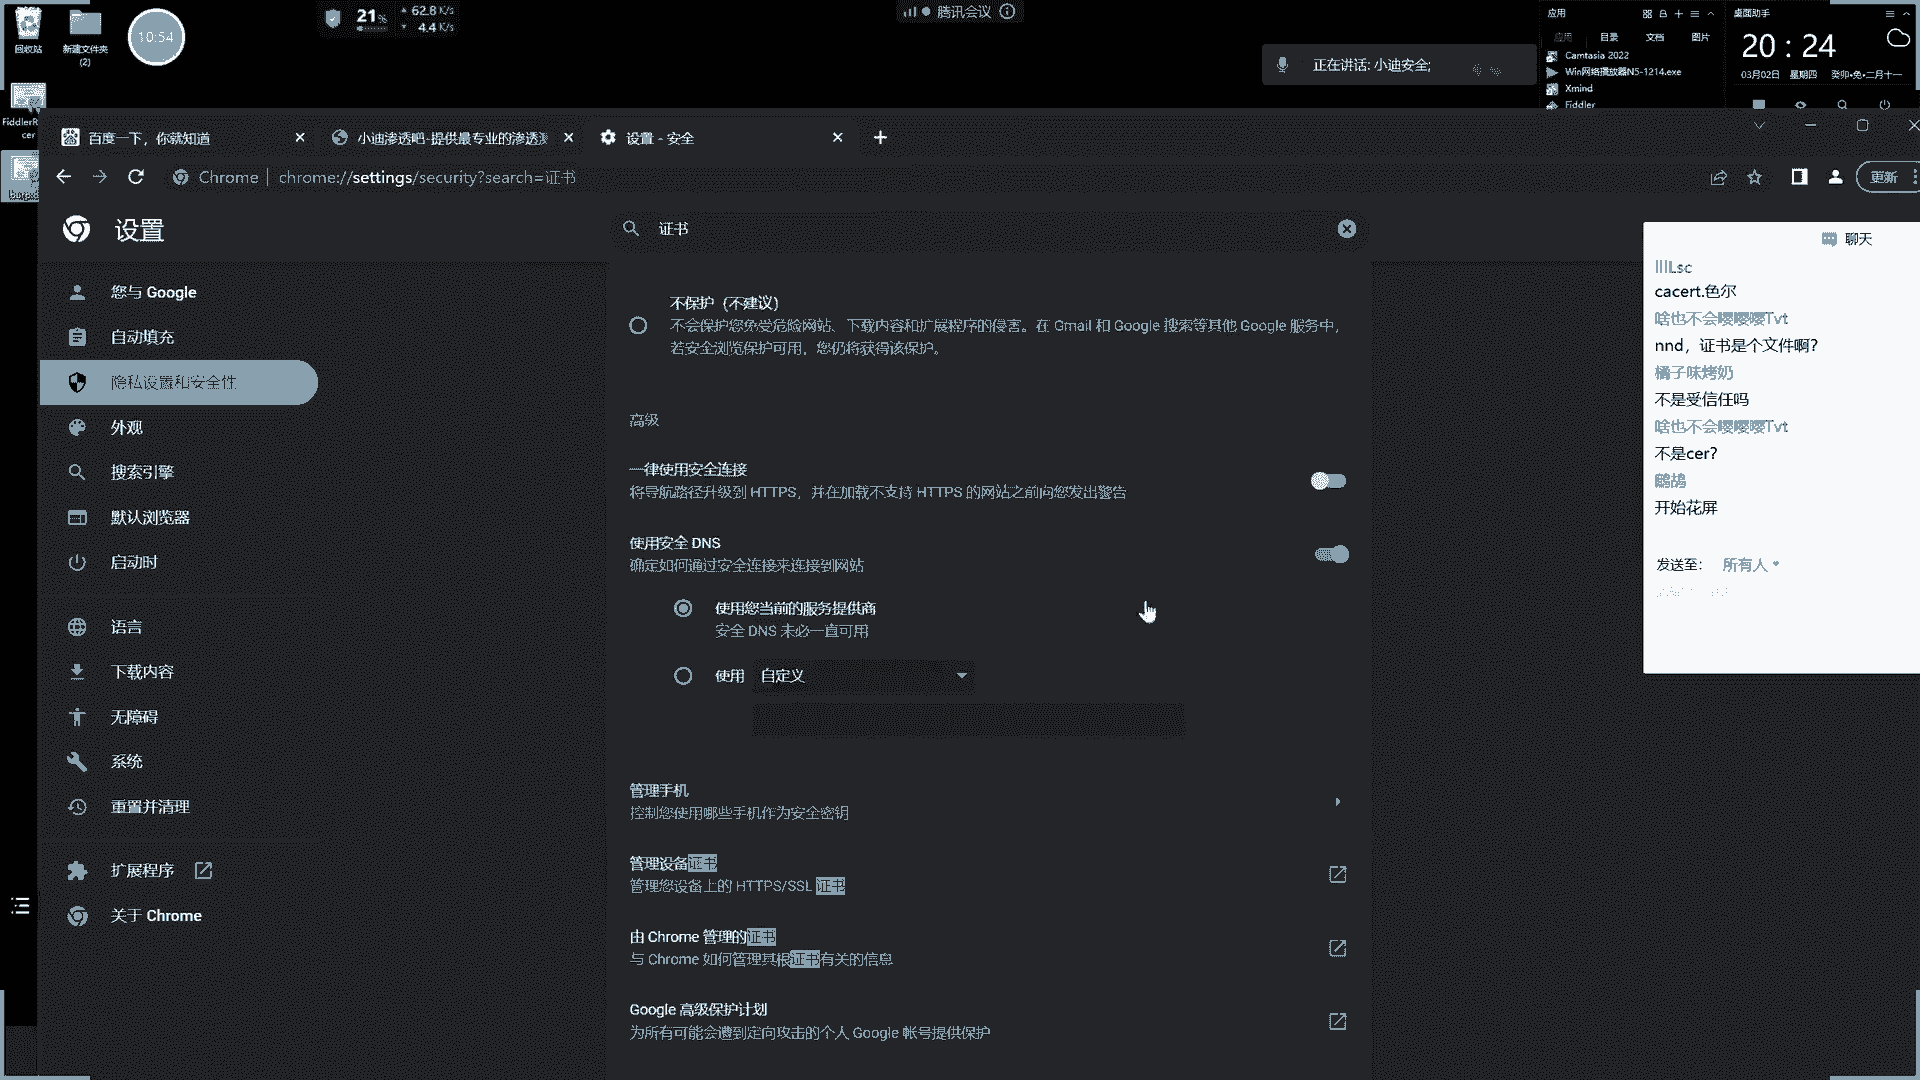 回收站
新建文件夹
(2)
10:54
21%
62.8 K/s
4.4 K/s
腾讯会议
正在讲话: 小迪安全;
应用
应用
目录
文档
图片
Camtasia 2022
Win网络播放器N5-1214.exe
Xmind
Fiddler
桌面助手
20 : 24
03月02日 星期四 癸卯•兔•二月十一
FiddlerR
cer
百度一下，你就知道
小迪渗透吧-提供最专业的渗透测
设置 - 安全
Chrome | chrome://settings/security?search=证书
更新
设置
证书
您与 Google
自动填充
隐私设置和安全性
外观
搜索引擎
默认浏览器
启动时
语言
下载内容
无障碍
系统
重置并清理
扩展程序
关于 Chrome
不保护（不建议）
不会保护您免受危险网站、下载内容和扩展程序的侵害。在 Gmail 和 Google 搜索等其他 Google 服务中，
若安全浏览保护可用，您仍将获得该保护。
高级
一律使用安全连接
将导航路径升级到 HTTPS，并在加载不支持 HTTPS 的网站之前向您发出警告
使用安全 DNS
确定如何通过安全连接来连接到网站
使用您当前的服务提供商
安全 DNS 未必一直可用
使用
自定义
管理手机
控制您使用哪些手机作为安全密钥
管理设备证书
管理您设备上的 HTTPS/SSL 证书
由 Chrome 管理的证书
与 Chrome 如何管理其根证书有关的信息
Google 高级保护计划
为所有可能会遭到定向攻击的个人 Google 帐号提供保护
聊天
lllLsc
cacert.色尔
啥也不会嘤嘤嘤Tvt
nnd，证书是个文件啊?
橘子味烤奶
不是受信任吗
啥也不会嘤嘤嘤Tvt
不是cer?
鹧鸪
开始花屏
发送至:
所有人